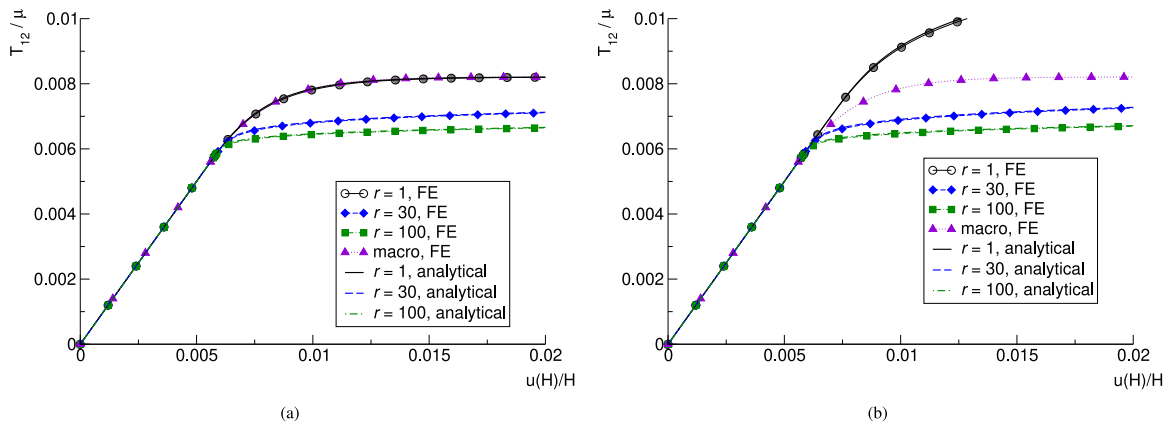 T12 / μ
0.01
0.008
0.006
0.004
0.002
0
r = 1, FE
r = 30, FE
r = 100, FE
macro, FE
r = 1, analytical
r = 30, analytical
r = 100, analytical
0 0.005 0.01 0.015 0.02
u(H)/H
(a)
T12 / μ
0.01
0.008
0.006
0.004
0.002
0
r = 1, FE
r = 30, FE
r = 100, FE
macro, FE
r = 1, analytical
r = 30, analytical
r = 100, analytical
0 0.005 0.01 0.015 0.02
u(H)/H
(b)